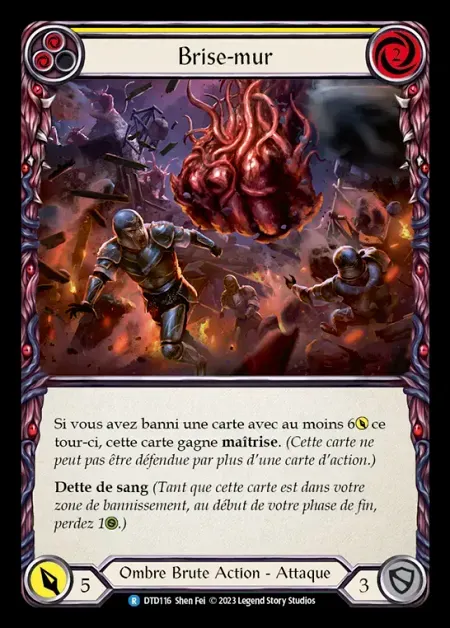 2
Brise-mur
Si vous avez banni une carte avec au moins 6 ce
tour-ci, cette carte gagne maîtrise. (Cette carte ne
peut pas être défendue par plus d'une carte d'action.)
Dette de sang (Tant que cette carte est dans votre
zone de bannissement, au début de votre phase de fin,
perdez 1.)
5
Ombre Brute Action - Attaque
3
R DTD116 Shen Fei © 2023 Legend Story Studios